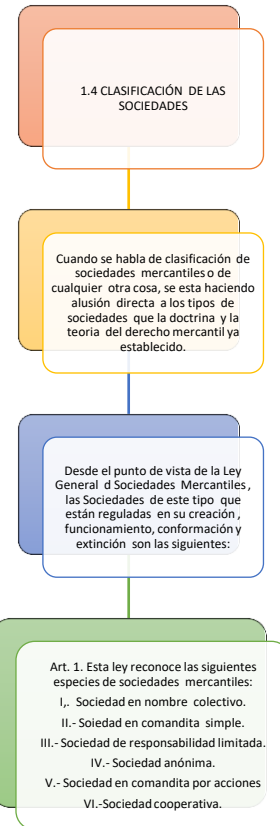 1.4 CLASIFICACIÓN DE LAS
SOCIEDADES
Cuando se habla de clasificación de
sociedades mercantiles o de
cualquier otra cosa, se esta haciendo
alusión directa a los tipos de
sociedades que la doctrina y la
teoria del derecho mercantil ya
establecido.
Desde el punto de vista de la Ley
General d Sociedades Mercantiles,
las Sociedades de este tipo que
están reguladas en su creación,
funcionamiento, conformación y
extinción son las siguientes:
Art. 1. Esta ley reconoce las siguientes
especies de sociedades mercantiles:
I,. Sociedad en nombre colectivo.
II.- Soiedad en comandita simple.
III.- Sociedad de responsabilidad limitada.
IV.- Sociedad anónima.
V.- Sociedad en comandita por acciones
VI.-Sociedad cooperativa.